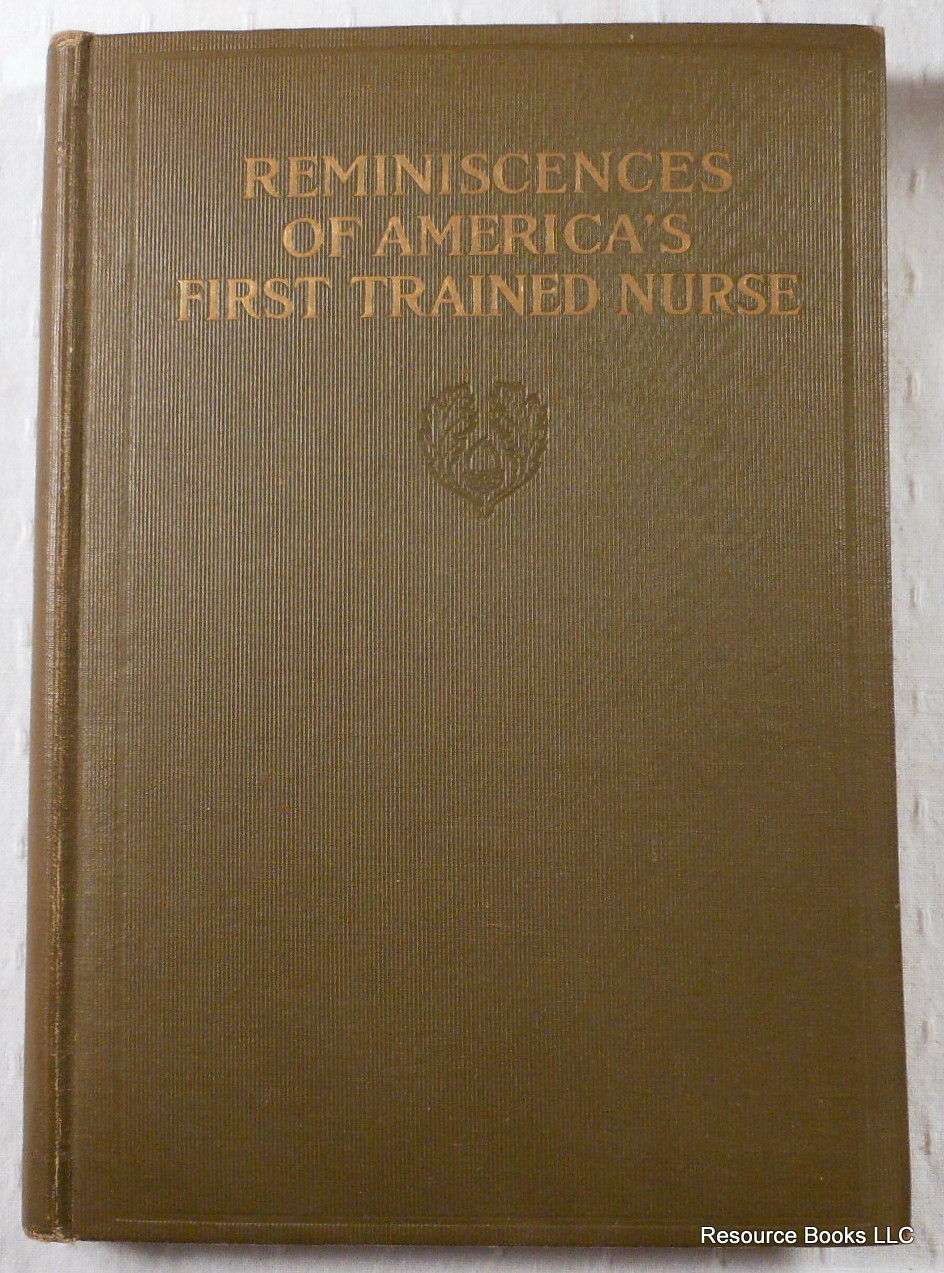 REMINISCENCES
OF AMERICA'S
FIRST TRAINED NURSE
Resource Books LLC